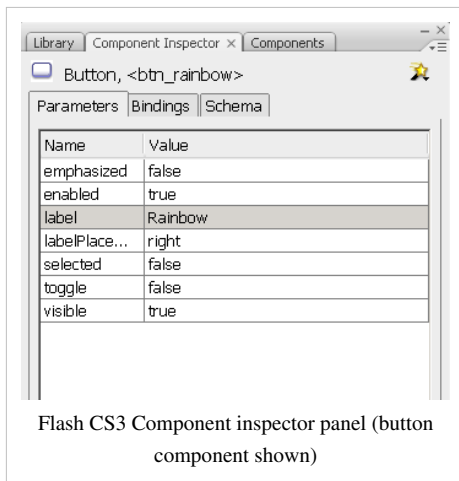 Library Component Inspector × Components
Button, <btn_rainbow>
Parameters Bindings Schema
Name Value
emphasized false
enabled true
label Rainbow
labelPlace... right
selected false
toggle false
visible true
Flash CS3 Component inspector panel (button
component shown)